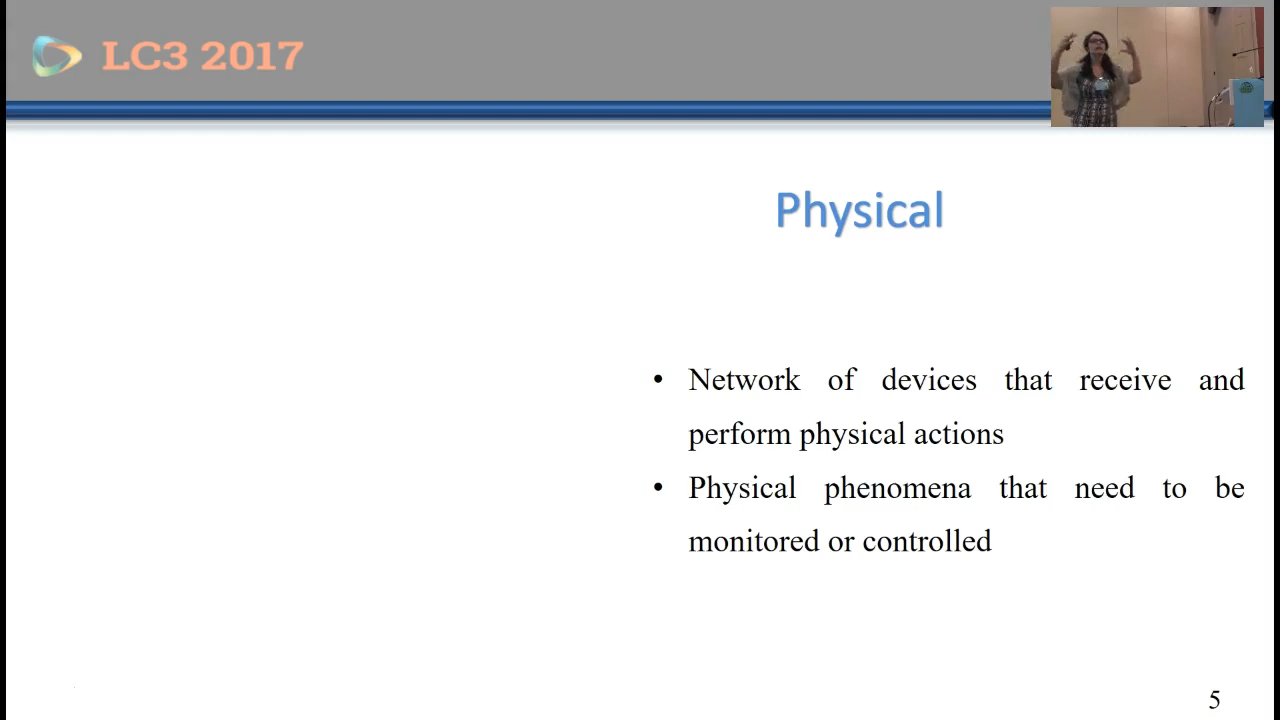 LC3 2017
Physical
• Network of devices that receive and
perform physical actions
• Physical phenomena that need to be
monitored or controlled
5